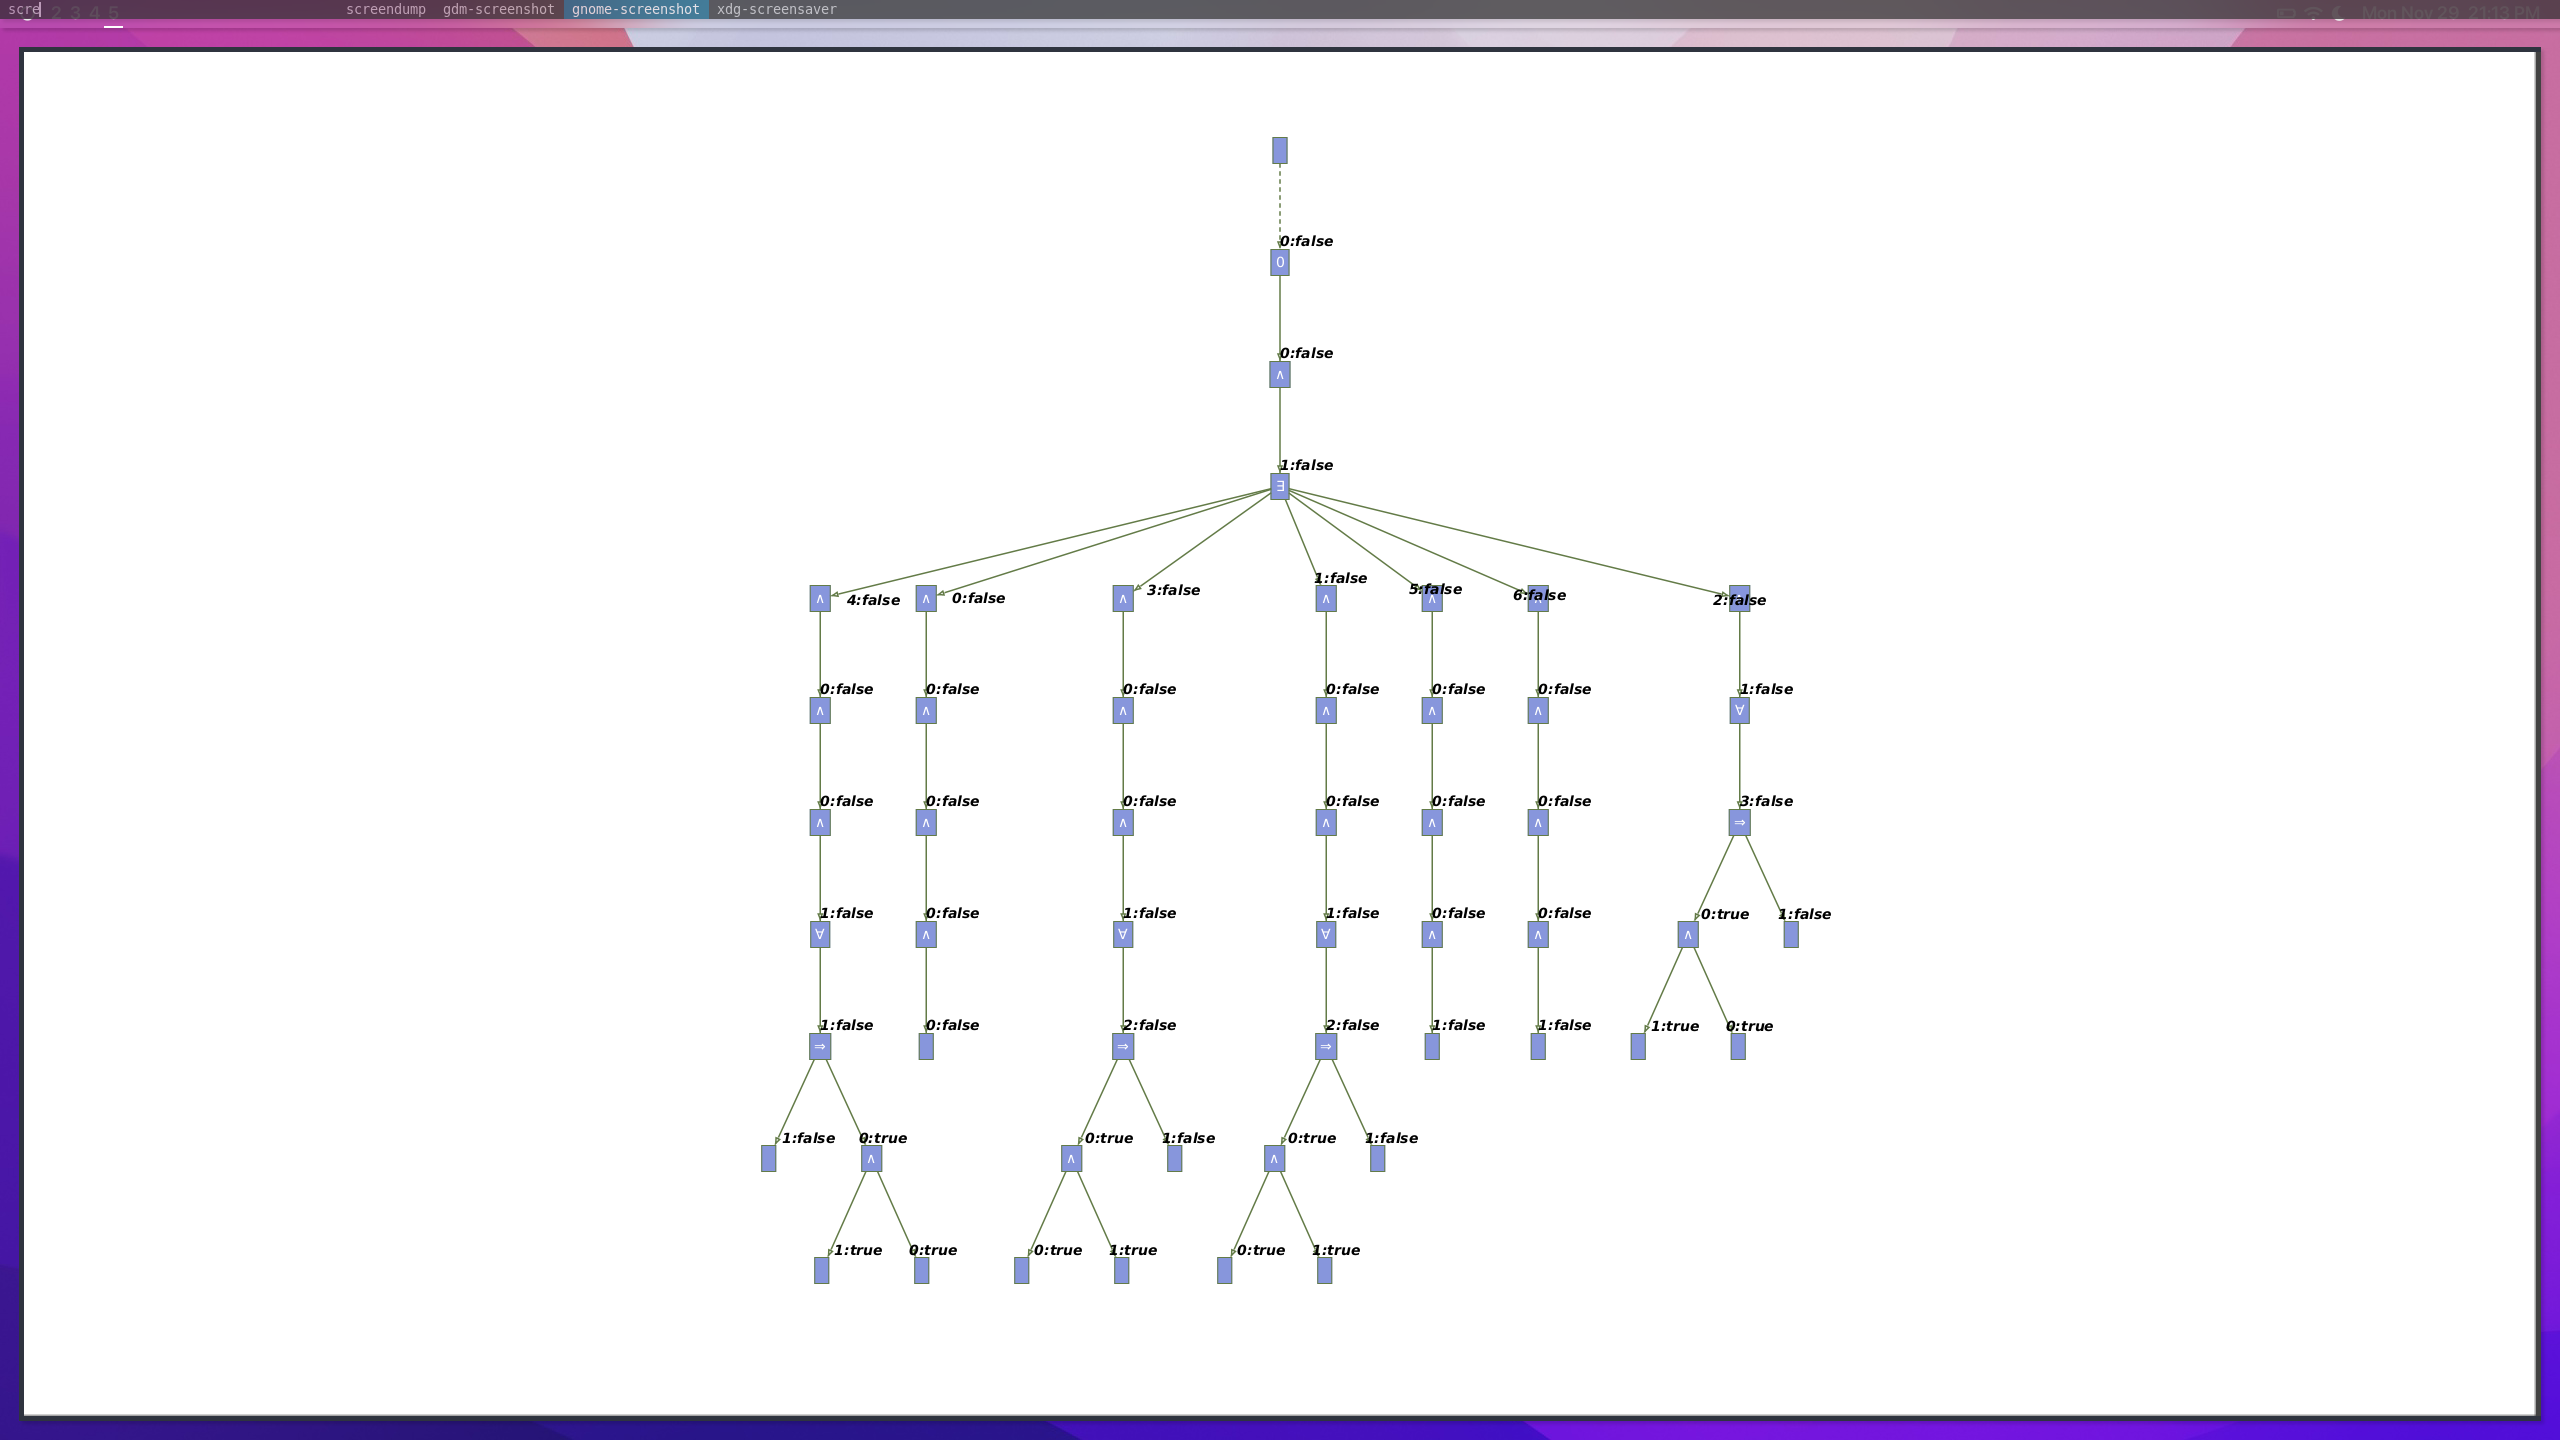 scre screendump gdm-screenshot gnome-screenshot xdg-screensaver
2 3 4 5 Mon Nov 29, 21:13 PM
0:false
0
0:false
∧
1:false
∃
4:false 0:false 3:false 1:false 5:false 6:false 2:false
∧ ∧ ∧ ∧ ∧ ∧
0:false 0:false 0:false 0:false 0:false 0:false 1:false
∧ ∧ ∧ ∧ ∧ ∧ ∀
0:false 0:false 0:false 0:false 0:false 0:false 3:false
∧ ∧ ∧ ∧ ∧ ∧ ⇒
1:false 0:false 1:false 1:false 0:false 0:false 0:true 1:false
∀ ∧ ∀ ∀ ∧ ∧ ∧
1:false 0:false 2:false 2:false 1:false 1:false 1:true 0:true
⇒ ⇒ ⇒
1:false 0:true 0:true 1:false 0:true 1:false
∧ ∧ ∧
1:true 0:true 0:true 1:true 0:true 1:true